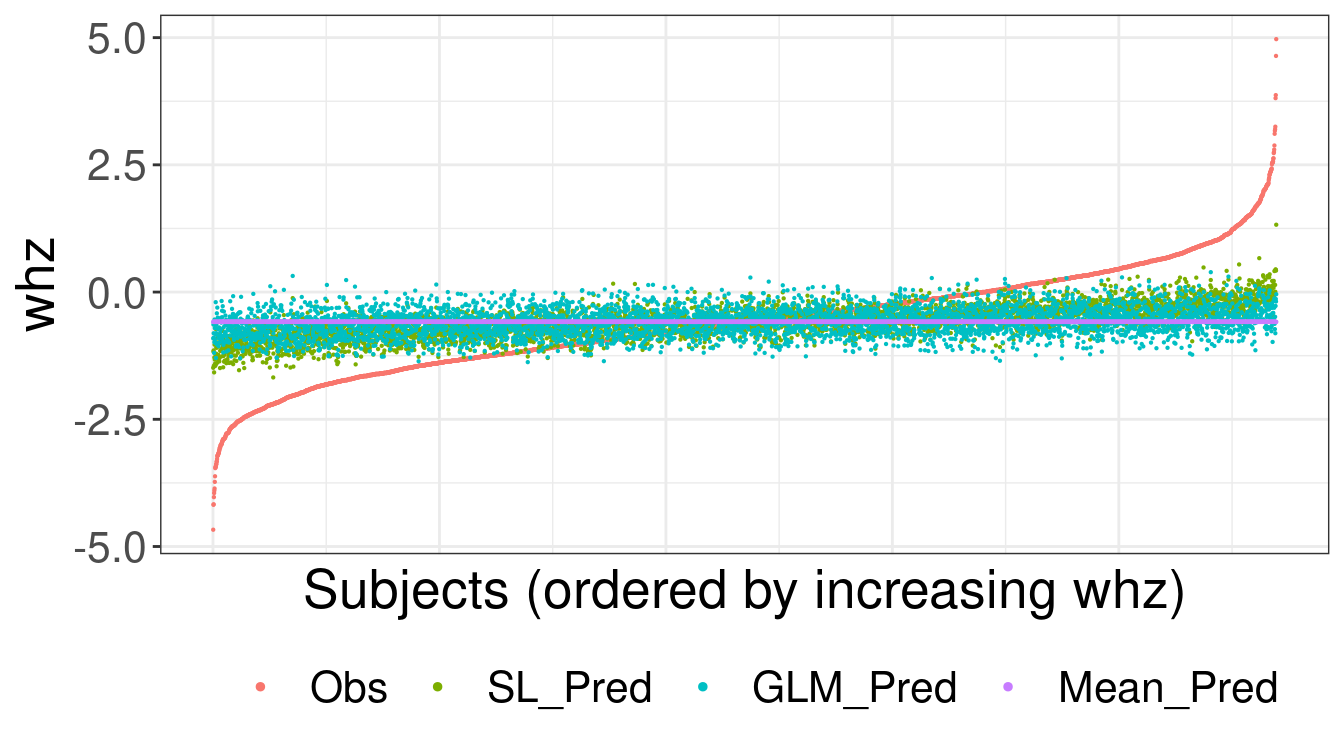 5.0
2.5
0.0
-2.5
-5.0
whz
Subjects (ordered by increasing whz)
Obs SL_Pred GLM_Pred Mean_Pred